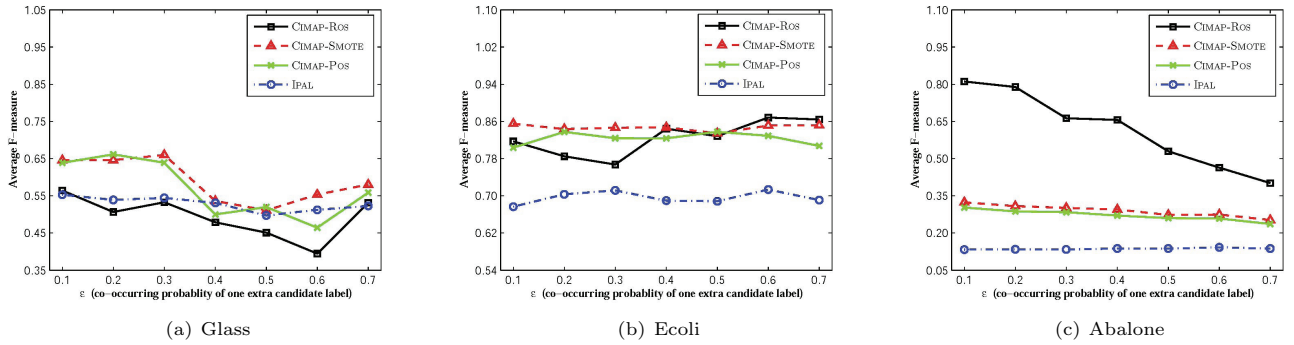 1.05
0.95
0.85
0.75
0.65
0.55
0.45
0.35
Average F-measure
CIMAP-ROS
CIMAP-SMOTE
CIMAP-POS
IPAL
0.1 0.2 0.3 0.4 0.5 0.6 0.7
ε (co-occurring probablity of one extra candidate label)
(a) Glass
1.10
1.02
0.94
0.86
0.78
0.70
0.62
0.54
Average F-measure
CIMAP-ROS
CIMAP-SMOTE
CIMAP-POS
IPAL
0.1 0.2 0.3 0.4 0.5 0.6 0.7
ε (co-occurring probablity of one extra candidate label)
(b) Ecoli
1.10
0.95
0.80
0.65
0.50
0.35
0.20
0.05
Average F-measure
CIMAP-ROS
CIMAP-SMOTE
CIMAP-POS
IPAL
0.1 0.2 0.3 0.4 0.5 0.6 0.7
ε (co-occurring probablity of one extra candidate label)
(c) Abalone